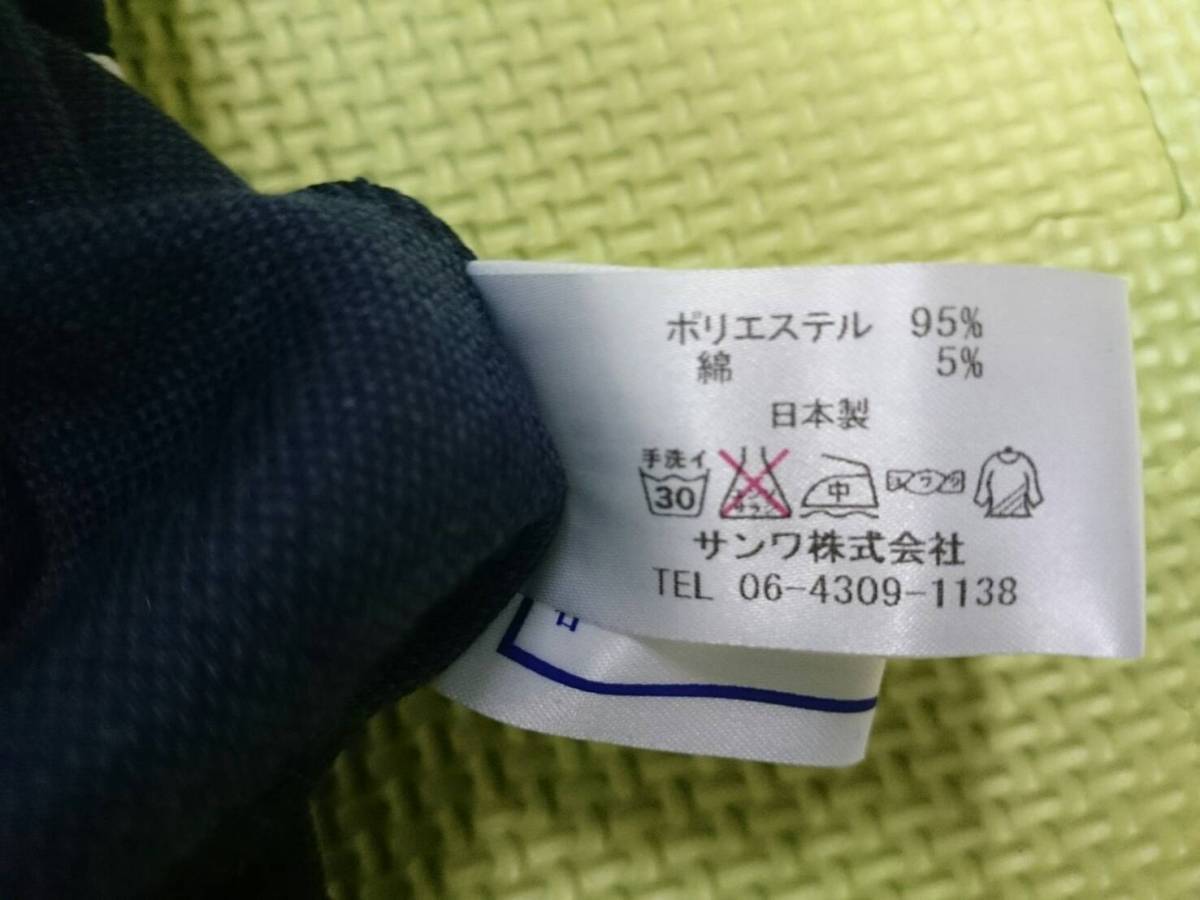 ポリエステル 95%
綿 5%
日本製
手洗イ
30 中
サンワ株式会社
TEL 06-4309-1138